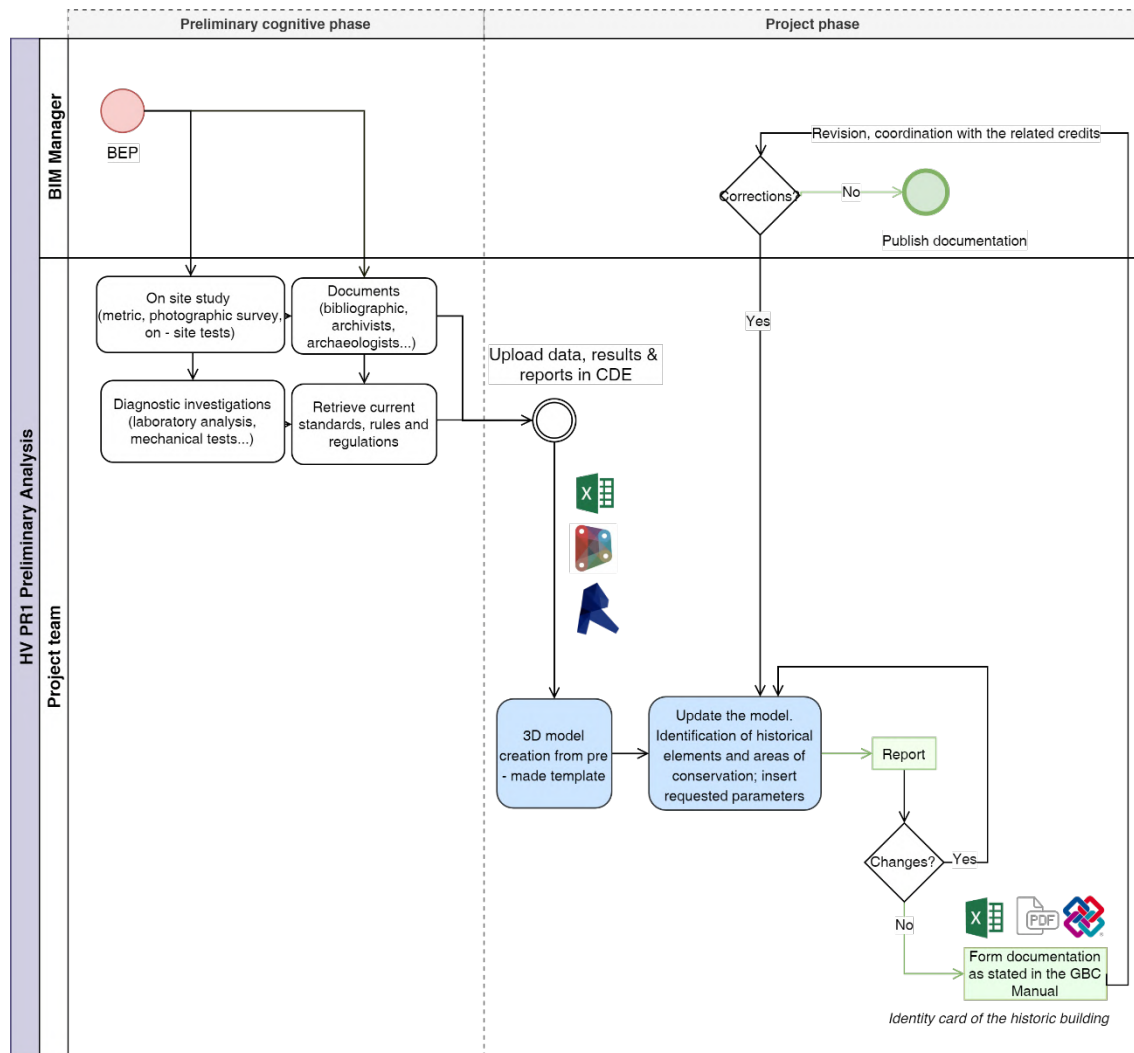 Preliminary cognitive phase
Project phase
HV PR1 Preliminary Analysis
BIM Manager
BEP
Revision, coordination with the related credits
Corrections?
No
Publish documentation
Yes
Project team
On site study
(metric, photographic survey,
on - site tests)
Documents
(bibliographic,
archivists,
archaeologists...)
Diagnostic investigations
(laboratory analysis,
mechanical tests...)
Retrieve current
standards, rules and
regulations
Upload data, results &
reports in CDE
X
3D model
creation from pre
- made template
Update the model.
Identification of historical
elements and areas of
conservation; insert
requested parameters
Report
Changes?
Yes
No
X
PDF
Form documentation
as stated in the GBC
Manual
Identity card of the historic building